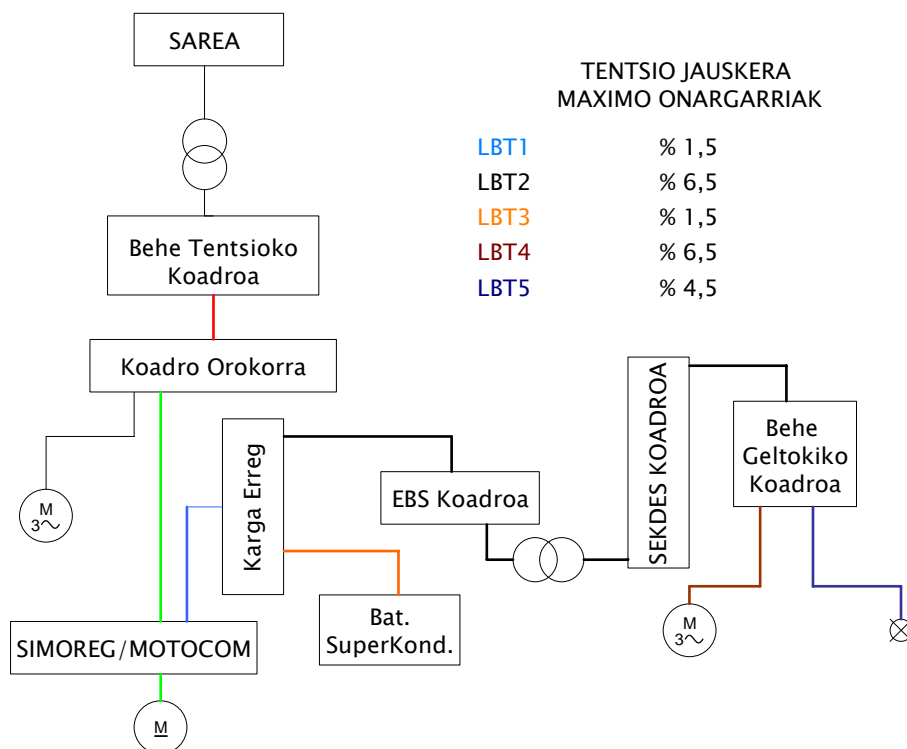 SAREA
TENTSIO JAUSKERA
MAXIMO ONARGARRIAK
LBT1 % 1,5
LBT2 % 6,5
LBT3 % 1,5
LBT4 % 6,5
LBT5 % 4,5
Behe Tentsioko
Koadroa
Koadro Orokorra
Karga Erreg
EBS Koadroa
SEKDES KOADROA
Behe
Geltokiko
Koadroa
M
3~
Bat.
SuperKond.
M
3~
SIMOREG/MOTOCOM
M